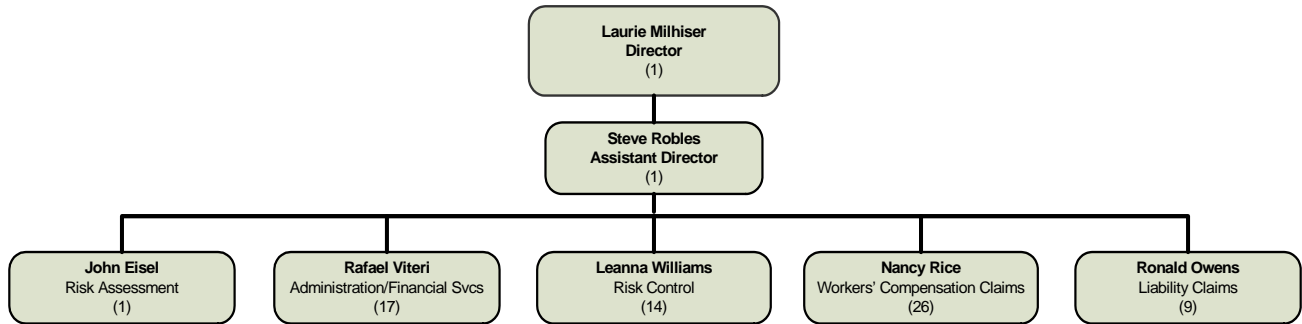 Laurie Milhiser
Director
(1)
Steve Robles
Assistant Director
(1)
John Eisel
Risk Assessment
(1)
Rafael Viteri
Administration/Financial Svcs
(17)
Leanna Williams
Risk Control
(14)
Nancy Rice
Workers' Compensation Claims
(26)
Ronald Owens
Liability Claims
(9)